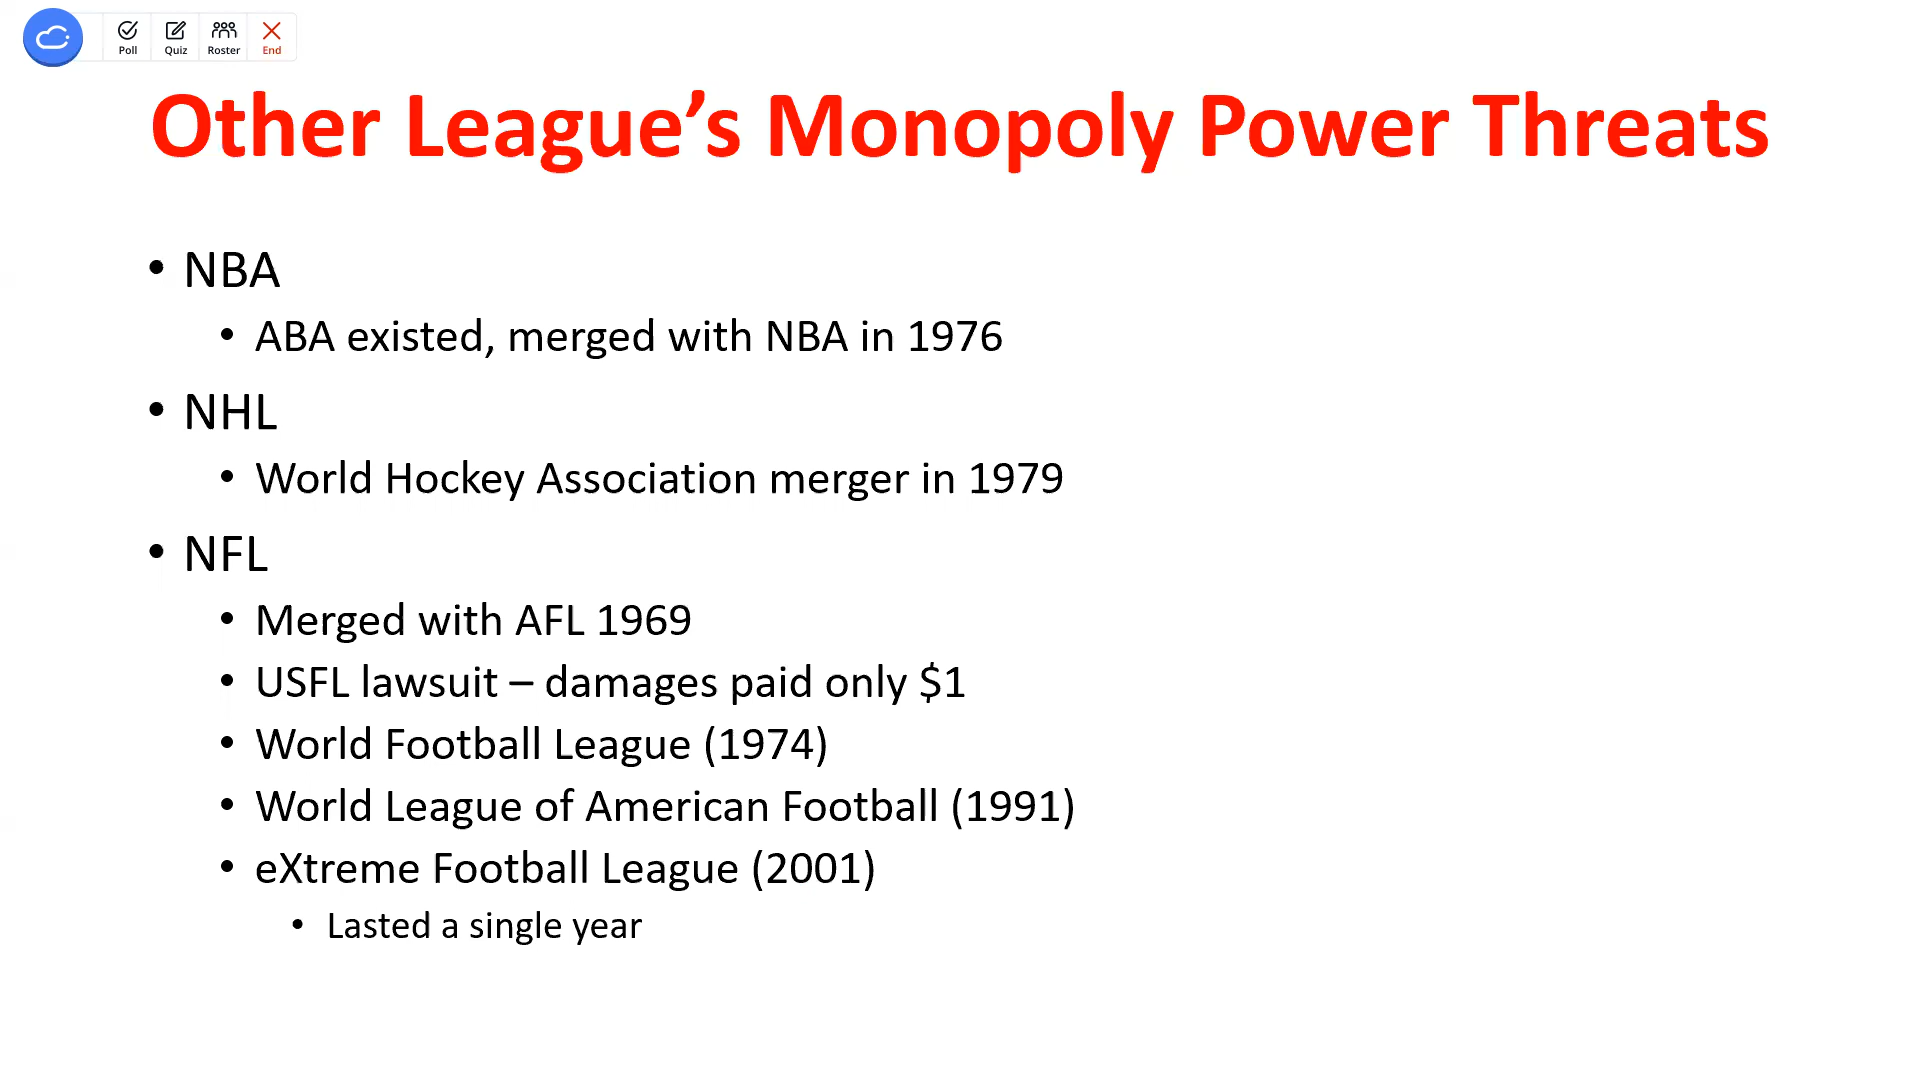 Poll Quiz Roster End
Other League’s Monopoly Power Threats
• NBA
• ABA existed, merged with NBA in 1976
• NHL
• World Hockey Association merger in 1979
• NFL
• Merged with AFL 1969
• USFL lawsuit – damages paid only $1
• World Football League (1974)
• World League of American Football (1991)
• eXtreme Football League (2001)
• Lasted a single year